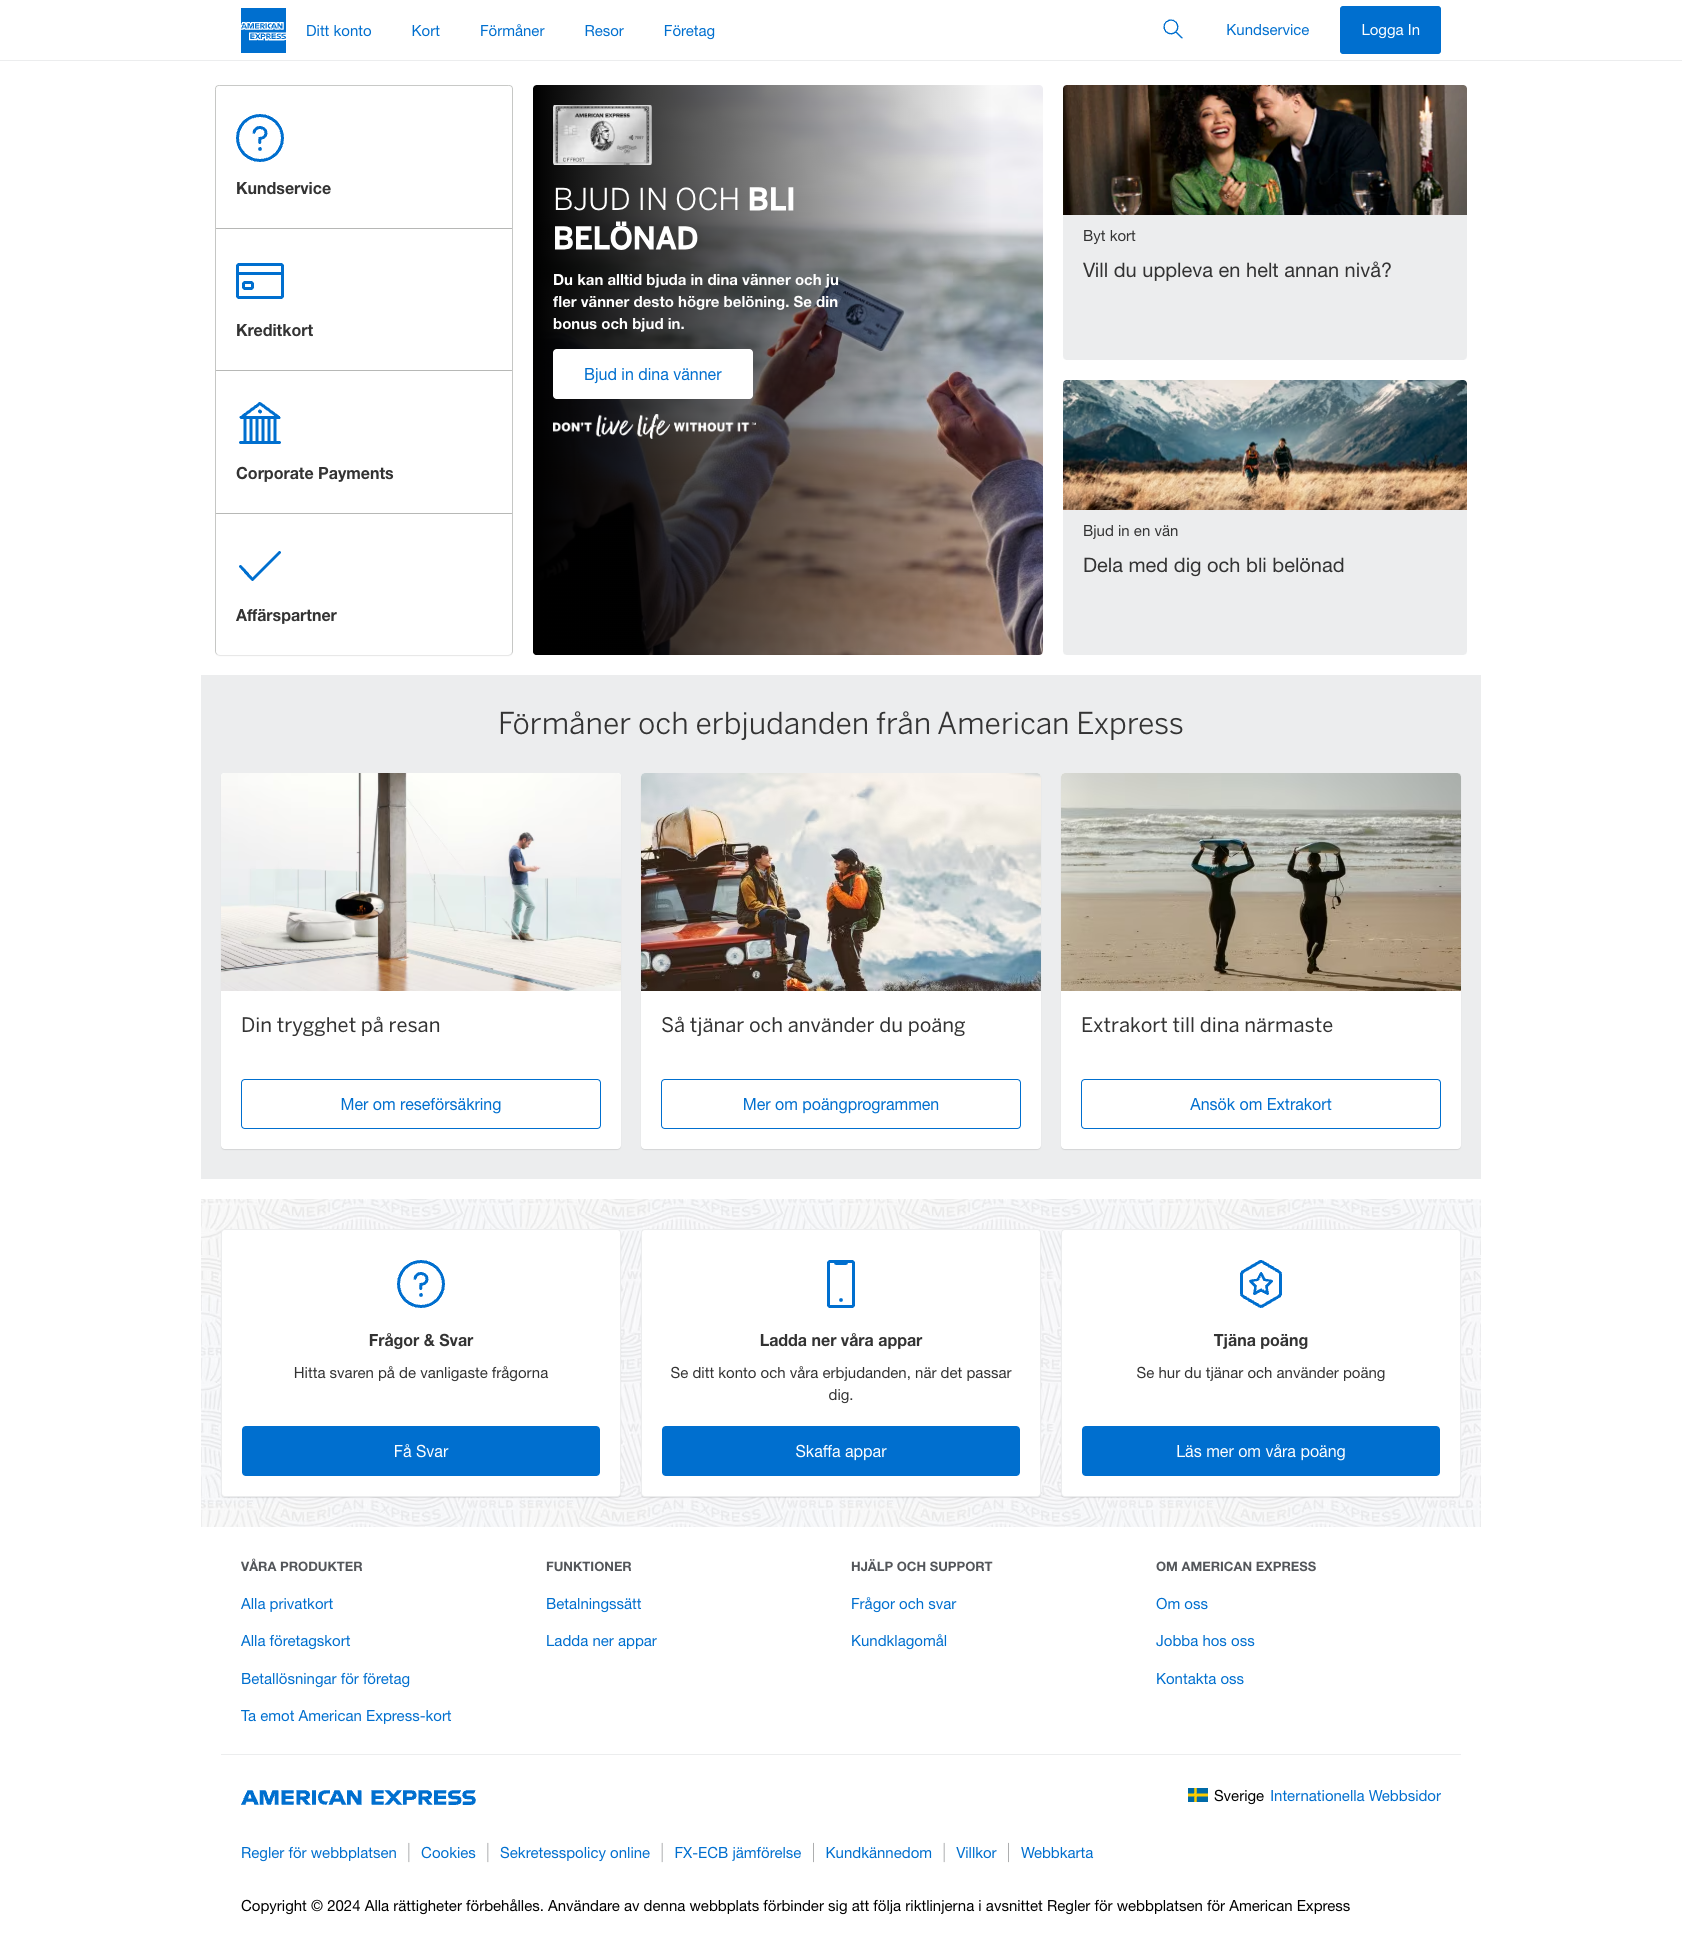 AMERICAN
EXPRESS
Ditt konto
Kort
Förmåner
Resor
Företag
Kundservice
Logga In
Kundservice
Kreditkort
Corporate Payments
Affärspartner
AMERICAN EXPRESS
C F FROST
BJUD IN OCH BLI
BELÖNAD
Du kan alltid bjuda in dina vänner och ju
fler vänner desto högre belöning. Se din
bonus och bjud in.
Bjud in dina vänner
DON'T live life WITHOUT IT™
Byt kort
Vill du uppleva en helt annan nivå?
Bjud in en vän
Dela med dig och bli belönad
Förmåner och erbjudanden från American Express
Din trygghet på resan
Mer om reseförsäkring
Så tjänar och använder du poäng
Mer om poängprogrammen
Extrakort till dina närmaste
Ansök om Extrakort
Frågor & Svar
Hitta svaren på de vanligaste frågorna
Få Svar
Ladda ner våra appar
Se ditt konto och våra erbjudanden, när det passar
dig.
Skaffa appar
Tjäna poäng
Se hur du tjänar och använder poäng
Läs mer om våra poäng
WORLD SERVICE
AMERICAN EXPRESS
VÅRA PRODUKTER
Alla privatkort
Alla företagskort
Betallösningar för företag
Ta emot American Express-kort
FUNKTIONER
Betalningssätt
Ladda ner appar
HJÄLP OCH SUPPORT
Frågor och svar
Kundklagomål
OM AMERICAN EXPRESS
Om oss
Jobba hos oss
Kontakta oss
AMERICAN EXPRESS
Sverige Internationella Webbsidor
Regler för webbplatsen
Cookies
Sekretesspolicy online
FX-ECB jämförelse
Kundkännedom
Villkor
Webbkarta
Copyright © 2024 Alla rättigheter förbehålles. Användare av denna webbplats förbinder sig att följa riktlinjerna i avsnittet Regler för webbplatsen för American Express